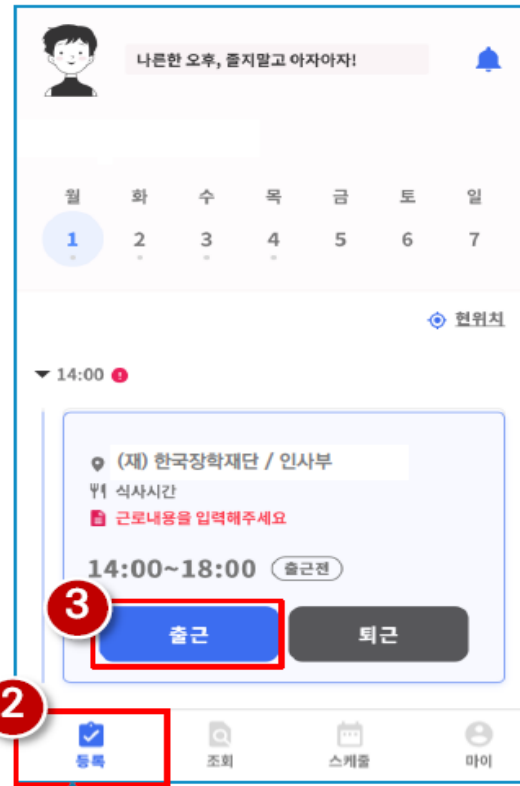 나른한 오후, 졸지말고 아자아자!
월 화 수 목 금 토 일
1 2 3 4 5 6 7
현위치
14:00
(재) 한국장학재단 / 인사부
식사시간
근로내용을 입력해주세요
14:00~18:00 출근전
3
출근 퇴근
2
등록 조회 스케줄 마이